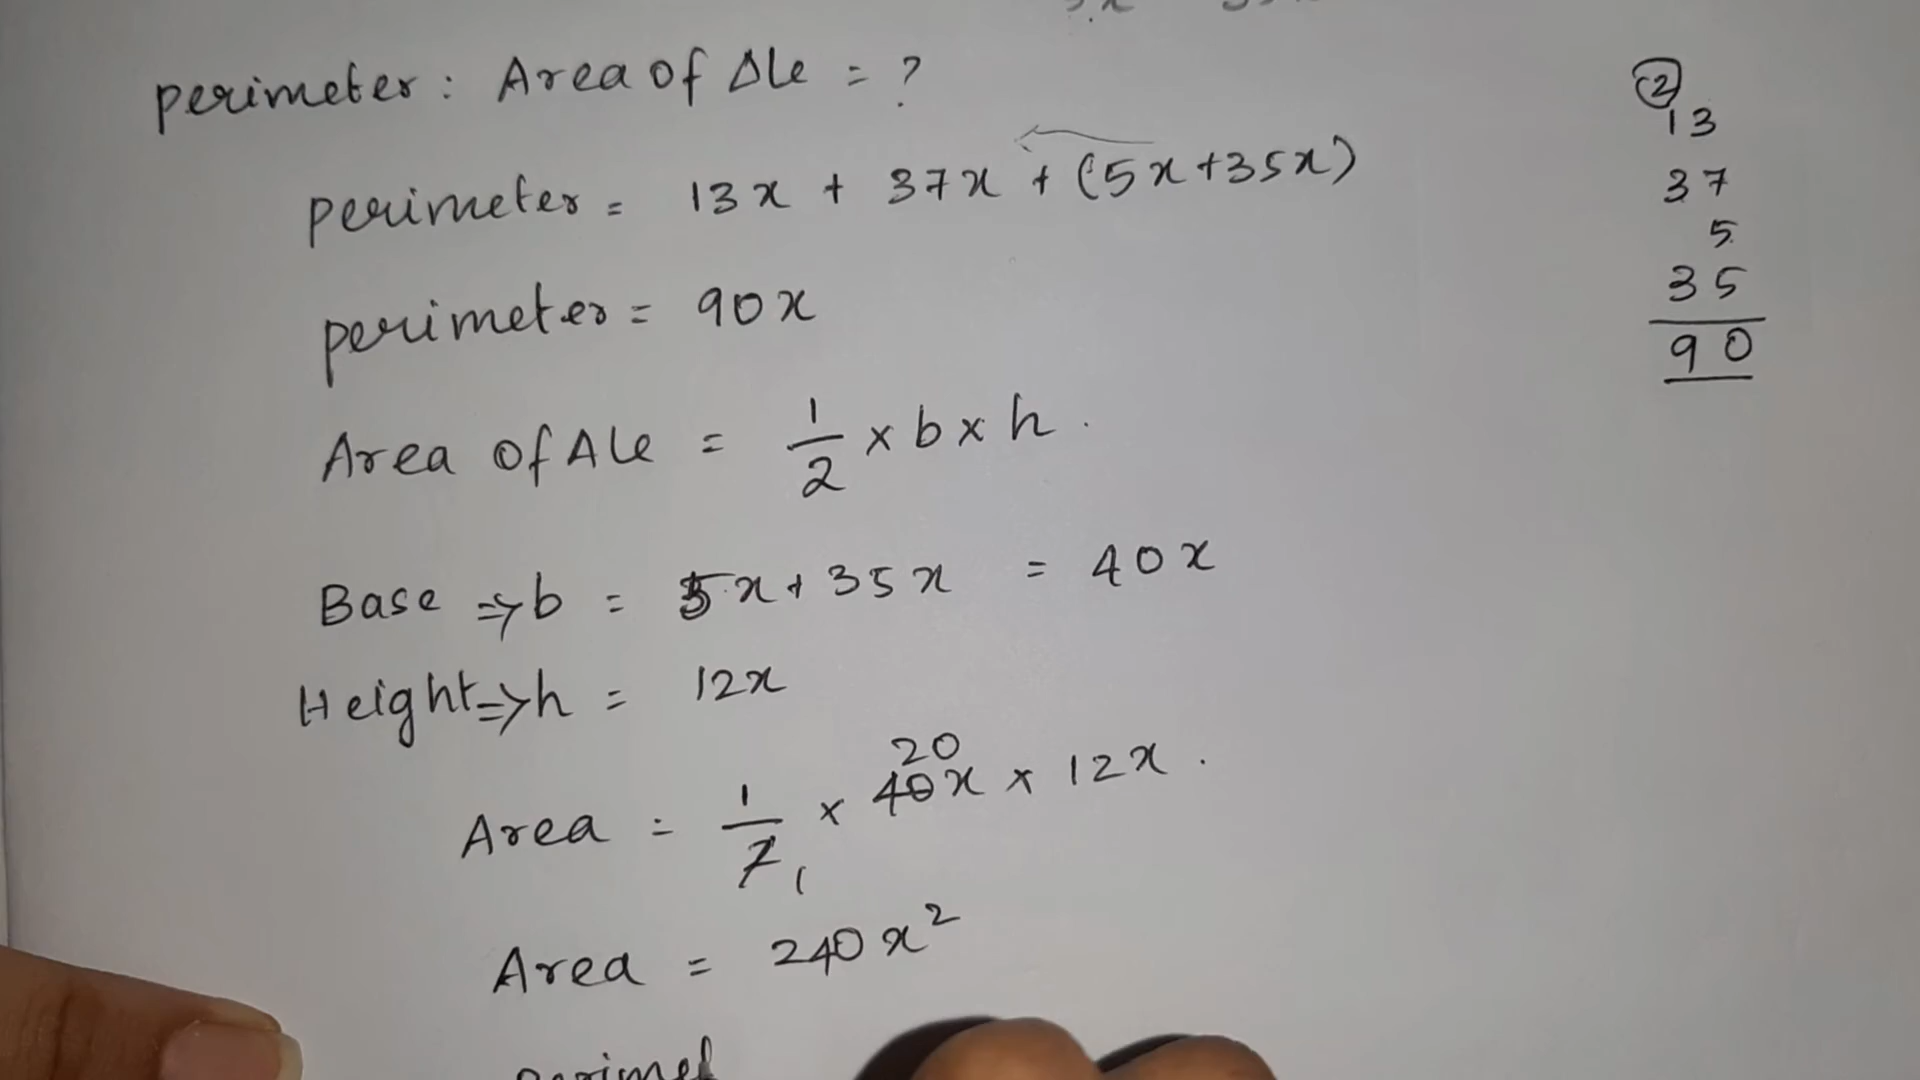 perimeter : Area of Δle = ?
perimeter = 13x + 37x + (5x+35x)
perimeter = 90x
Area of Δle = 1/2 × b × h.
Base => b = 5x + 35x = 40x
Height => h = 12x
20
Area = 1/2 × 40x × 12x.
1
Area = 240x²
perimet
2
13
37
5
35
90